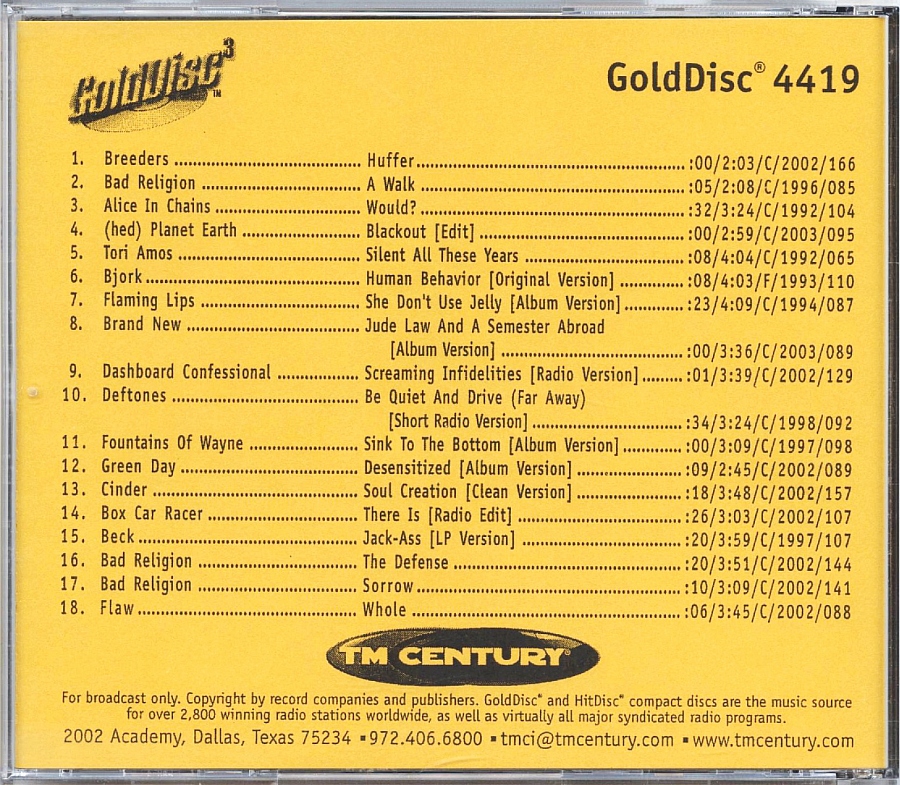 GoldDisc3 TM
GoldDisc® 4419
1. Breeders ........ Huffer ........ :00/2:03/C/2002/166
2. Bad Religion ........ A Walk ........ :05/2:08/C/1996/085
3. Alice In Chains ........ Would? ........ :32/3:24/C/1992/104
4. (hed) Planet Earth ........ Blackout [Edit] ........ :00/2:59/C/2003/095
5. Tori Amos ........ Silent All These Years ........ :08/4:04/C/1992/065
6. Bjork ........ Human Behavior [Original Version] ........ :08/4:03/F/1993/110
7. Flaming Lips ........ She Don't Use Jelly [Album Version] ........ :23/4:09/C/1994/087
8. Brand New ........ Jude Law And A Semester Abroad
[Album Version] ........ :00/3:36/C/2003/089
9. Dashboard Confessional ........ Screaming Infidelities [Radio Version] ........ :01/3:39/C/2002/129
10. Deftones ........ Be Quiet And Drive (Far Away)
[Short Radio Version] ........ :34/3:24/C/1998/092
11. Fountains Of Wayne ........ Sink To The Bottom [Album Version] ........ :00/3:09/C/1997/098
12. Green Day ........ Desensitized [Album Version] ........ :09/2:45/C/2002/089
13. Cinder ........ Soul Creation [Clean Version] ........ :18/3:48/C/2002/157
14. Box Car Racer ........ There Is [Radio Edit] ........ :26/3:03/C/2002/107
15. Beck ........ Jack-Ass [LP Version] ........ :20/3:59/C/1997/107
16. Bad Religion ........ The Defense ........ :20/3:51/C/2002/144
17. Bad Religion ........ Sorrow ........ :10/3:09/C/2002/141
18. Flaw ........ Whole ........ :06/3:45/C/2002/088
TM CENTURY®
For broadcast only. Copyright by record companies and publishers. GoldDisc® and HitDisc® compact discs are the music source
for over 2,800 winning radio stations worldwide, as well as virtually all major syndicated radio programs.
2002 Academy, Dallas, Texas 75234 ▪ 972.406.6800 ▪ tmci@tmcentury.com ▪ www.tmcentury.com